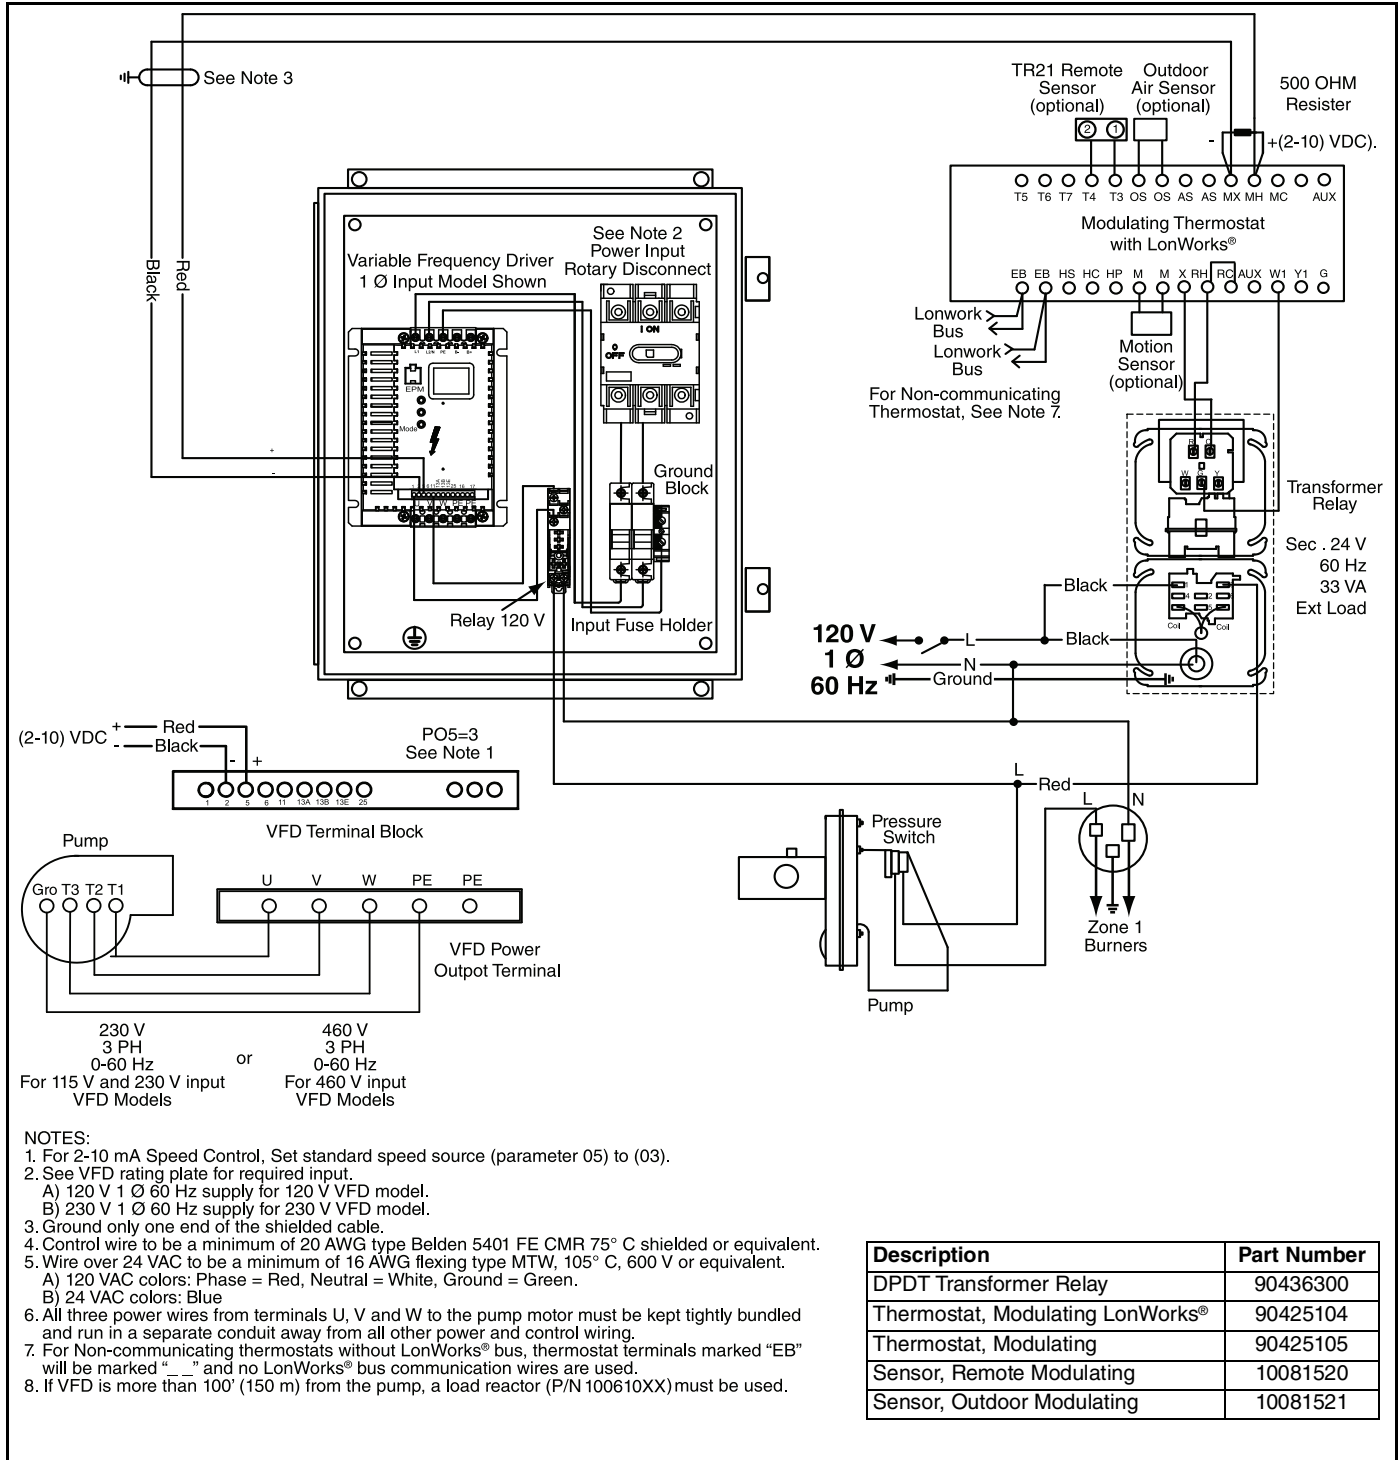 See Note 3
TR21 Remote
Sensor
(optional)
Outdoor
Air Sensor
(optional)
500 OHM
Resister
2 1
- +(2-10) VDC).
T5 T6 T7 T4 T3 OS OS AS AS MX MH MC AUX
Modulating Thermostat
with LonWorks®
EB EB HS HC HP M M X RH RC AUX W1 Y1 G
Lonwork
Bus
Lonwork
Bus
Motion
Sensor
(optional)
For Non-communicating
Thermostat, See Note 7.
Black
Red
Variable Frequency Driver
1 Ø Input Model Shown
See Note 2
Power Input
Rotary Disconnect
L1 L2/N PE B- B+
EPM
Mode
I ON
0
OFF
+
-
U V W PE PE
Ground
Block
Relay 120 V
Input Fuse Holder
R C
W G Y
Transformer
Relay
Sec . 24 V
60 Hz
33 VA
Ext Load
Black
Coil Coil
120 V
1 Ø
60 Hz
L
Black
N
Ground
(2-10) VDC
+ Red
- Black
- +
PO5=3
See Note 1
1 2 5 6 11 13A 13B 13E 25
VFD Terminal Block
L
Red
L N
Pressure
Switch
Pump
Zone 1
Burners
Pump
Gro T3 T2 T1
U V W PE PE
VFD Power
Outpot Terminal
230 V
3 PH
0-60 Hz
For 115 V and 230 V input
VFD Models
or
460 V
3 PH
0-60 Hz
For 460 V input
VFD Models
NOTES:
1. For 2-10 mA Speed Control, Set standard speed source (parameter 05) to (03).
2. See VFD rating plate for required input.
A) 120 V 1 Ø 60 Hz supply for 120 V VFD model.
B) 230 V 1 Ø 60 Hz supply for 230 V VFD model.
3. Ground only one end of the shielded cable.
4. Control wire to be a minimum of 20 AWG type Belden 5401 FE CMR 75° C shielded or equivalent.
5. Wire over 24 VAC to be a minimum of 16 AWG flexing type MTW, 105° C, 600 V or equivalent.
A) 120 VAC colors: Phase = Red, Neutral = White, Ground = Green.
B) 24 VAC colors: Blue
6. All three power wires from terminals U, V and W to the pump motor must be kept tightly bundled
and run in a separate conduit away from all other power and control wiring.
7. For Non-communicating thermostats without LonWorks® bus, thermostat terminals marked “EB”
will be marked “_ _” and no LonWorks® bus communication wires are used.
8. If VFD is more than 100' (150 m) from the pump, a load reactor (P/N 100610XX) must be used.
Description Part Number
DPDT Transformer Relay 90436300
Thermostat, Modulating LonWorks® 90425104
Thermostat, Modulating 90425105
Sensor, Remote Modulating 10081520
Sensor, Outdoor Modulating 10081521